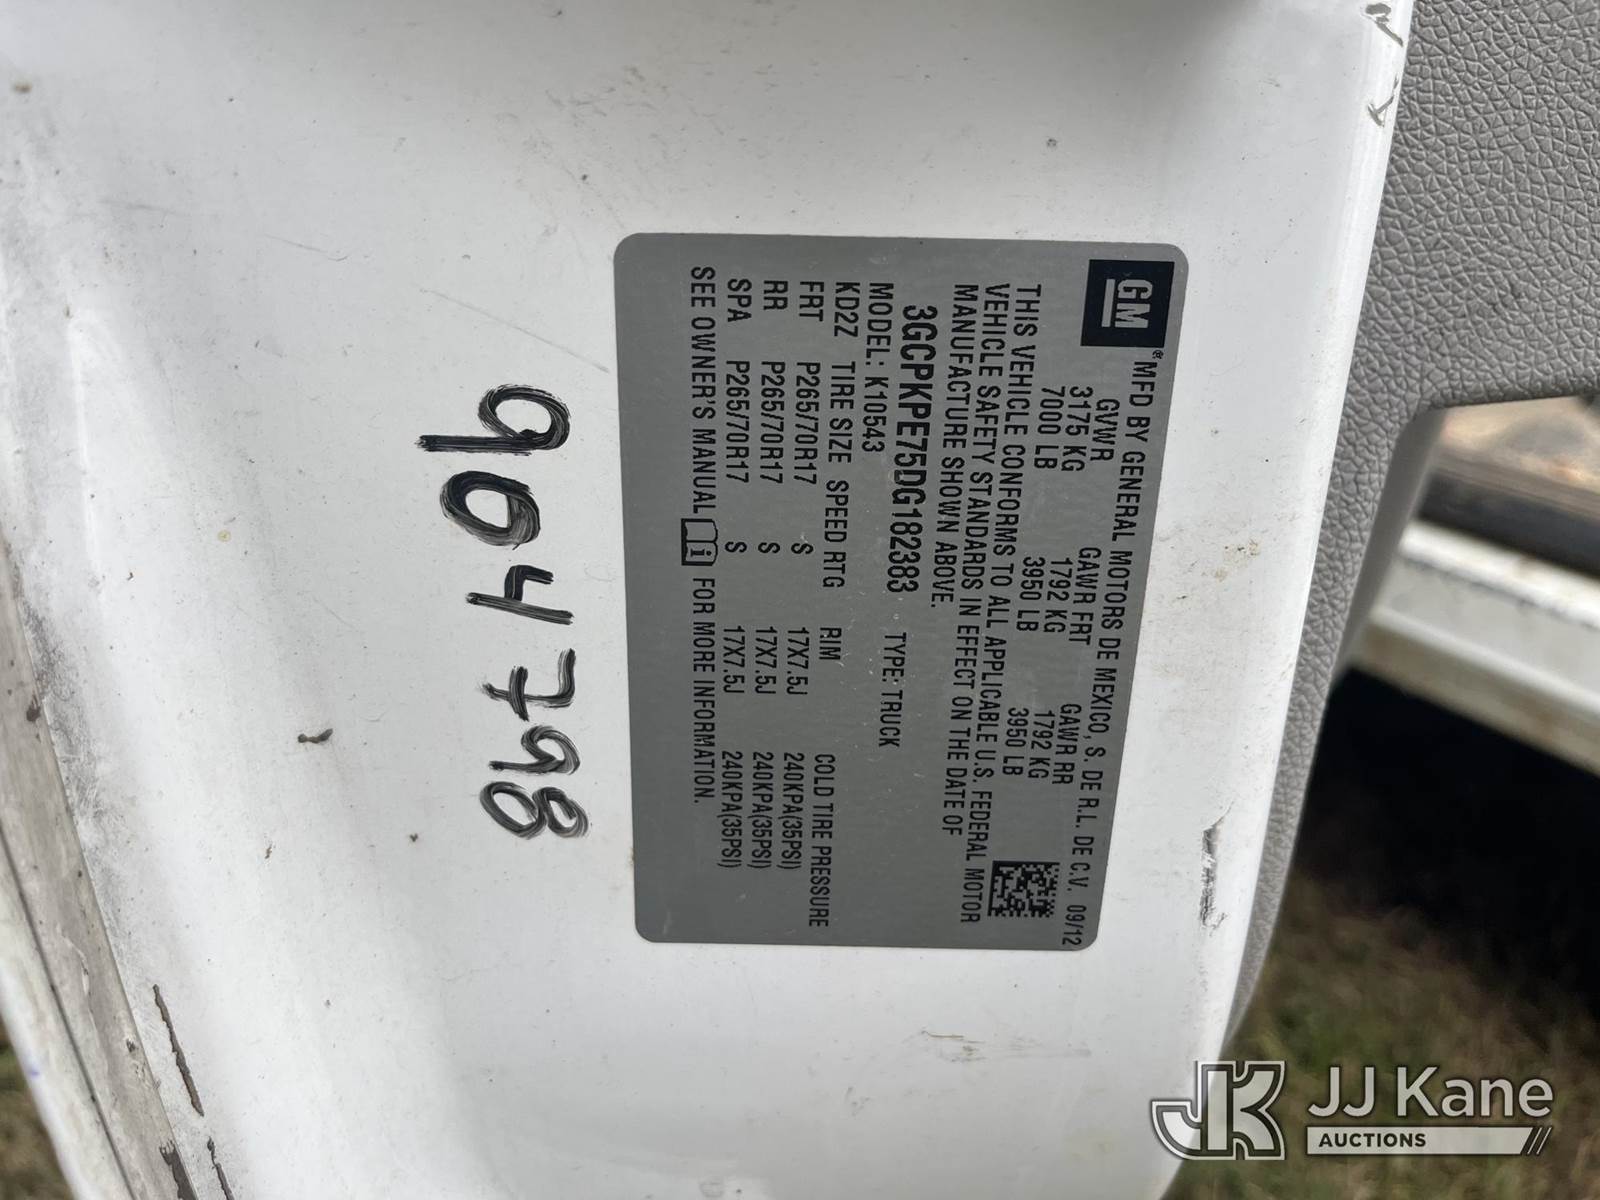 GM ® MFD BY GENERAL MOTORS DE MEXICO, S. DE R.L. DE C.V. 09/12
GVWR GAWR FRT GAWR RR
3175 KG 1792 KG 1792 KG
7000 LB 3950 LB 3950 LB
THIS VEHICLE CONFORMS TO ALL APPLICABLE U.S. FEDERAL MOTOR
VEHICLE SAFETY STANDARDS IN EFFECT ON THE DATE OF
MANUFACTURE SHOWN ABOVE.
3GCPKPE75DG182383 TYPE: TRUCK
MODEL: K10543
KD2Z TIRE SIZE SPEED RTG RIM COLD TIRE PRESSURE
FRT P265/70R17 S 17X7.5J 240KPA(35PSI)
RR P265/70R17 S 17X7.5J 240KPA(35PSI)
SPA P265/70R17 S 17X7.5J 240KPA(35PSI)
SEE OWNER'S MANUAL i FOR MORE INFORMATION.
904798
JK JJ Kane
AUCTIONS